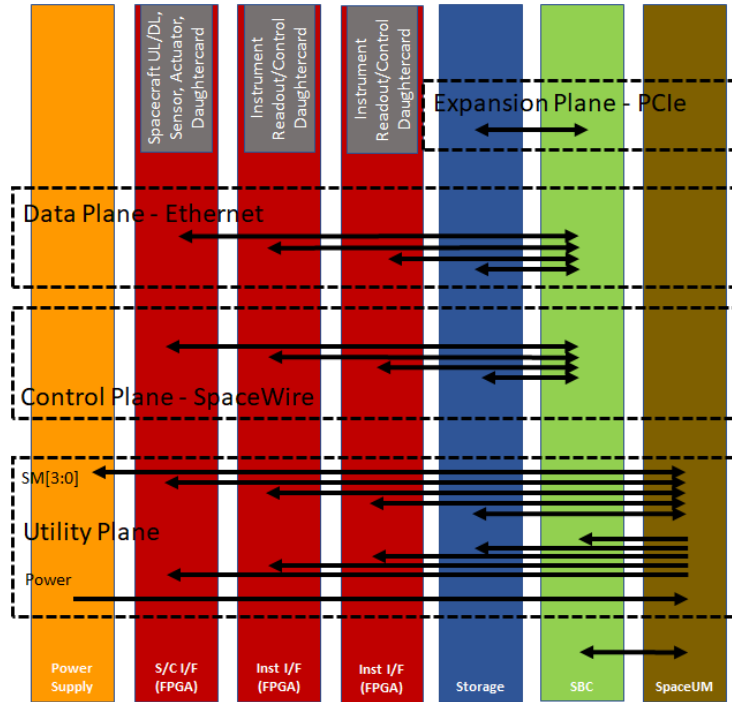 Spacecraft UL/DL,
Sensor, Actuator,
Daughtercard
Instrument
Readout/Control
Daughtercard
Instrument
Readout/Control
Daughtercard
Expansion Plane - PCIe
Data Plane - Ethernet
Control Plane - SpaceWire
SM[3:0]
Utility Plane
Power
Power
Supply
S/C I/F
(FPGA)
Inst I/F
(FPGA)
Inst I/F
(FPGA)
Storage
SBC
SpaceUM